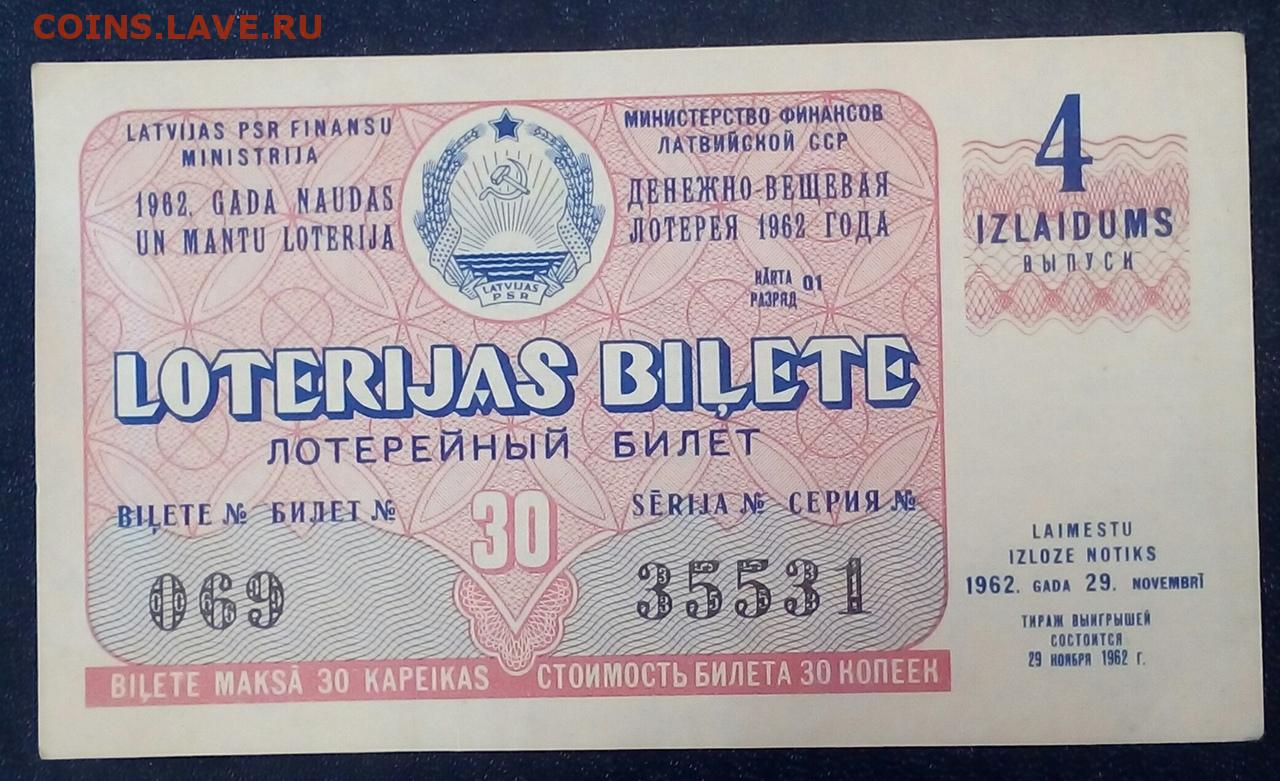 COINS.LAVE.RU
LATVIJAS PSR FINANSU
MINISTRIJA
1962. GADA NAUDAS
UN MANTU LOTERIJA
LATVIJAS
PSR
МИНИСТЕРСТВО ФИНАНСОВ
ЛАТВИЙСКОЙ ССР
ДЕНЕЖНО-ВЕЩЕВАЯ
ЛОТЕРЕЯ 1962 ГОДА
KĀRTA 01
РАЗРЯД
4
IZLAIDUMS
ВЫПУСК
LOTERIJAS BIĻETE
ЛОТЕРЕЙНЫЙ БИЛЕТ
BIĻETE № БИЛЕТ №
30
SĒRIJA № СЕРИЯ №
069
35531
BIĻETE MAKSĀ 30 KAPEIKAS
СТОИМОСТЬ БИЛЕТА 30 КОПЕЕК
LAIMESTU
IZLOZE NOTIKS
1962. GADA 29. NOVEMBRĪ
ТИРАЖ ВЫИГРЫШЕЙ
СОСТОИТСЯ
29 НОЯБРЯ 1962 г.